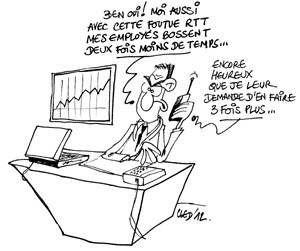 BEN OUI ! MOI AUSSI
AVEC CETTE FOUTUE RTT
MES EMPLOYÉS BOSSENT
DEUX FOIS MOINS DE TEMPS...
ENCORE
HEUREUX
QUE JE LEUR
DEMANDE D'EN FAIRE
3 FOIS PLUS...